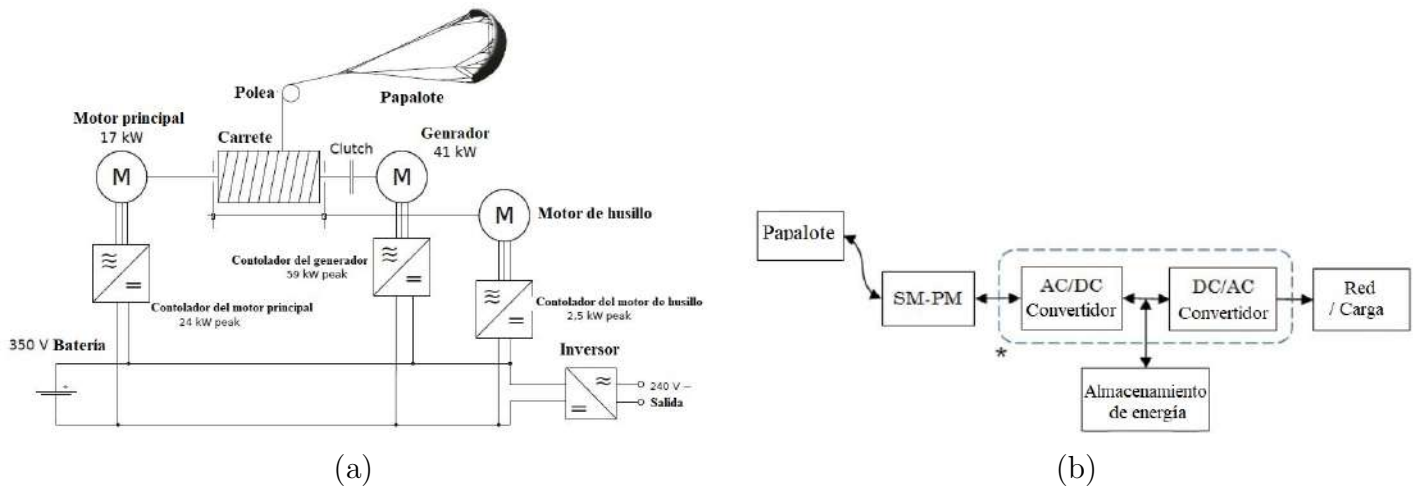 Polea
Papalote
Motor principal
17 kW
Carrete
Clutch
Genrador
41 kW
M
M
M
Motor de husillo
Contolador del generador
59 kW peak
Contolador del motor principal
24 kW peak
Contolador del motor de husillo
2,5 kW peak
350 V Batería
+
Inversor
240 V ~
Salida
(a)
Papalote
SM-PM
AC/DC
Convertidor
DC/AC
Convertidor
Red
/ Carga
*
Almacenamiento
de energía
(b)